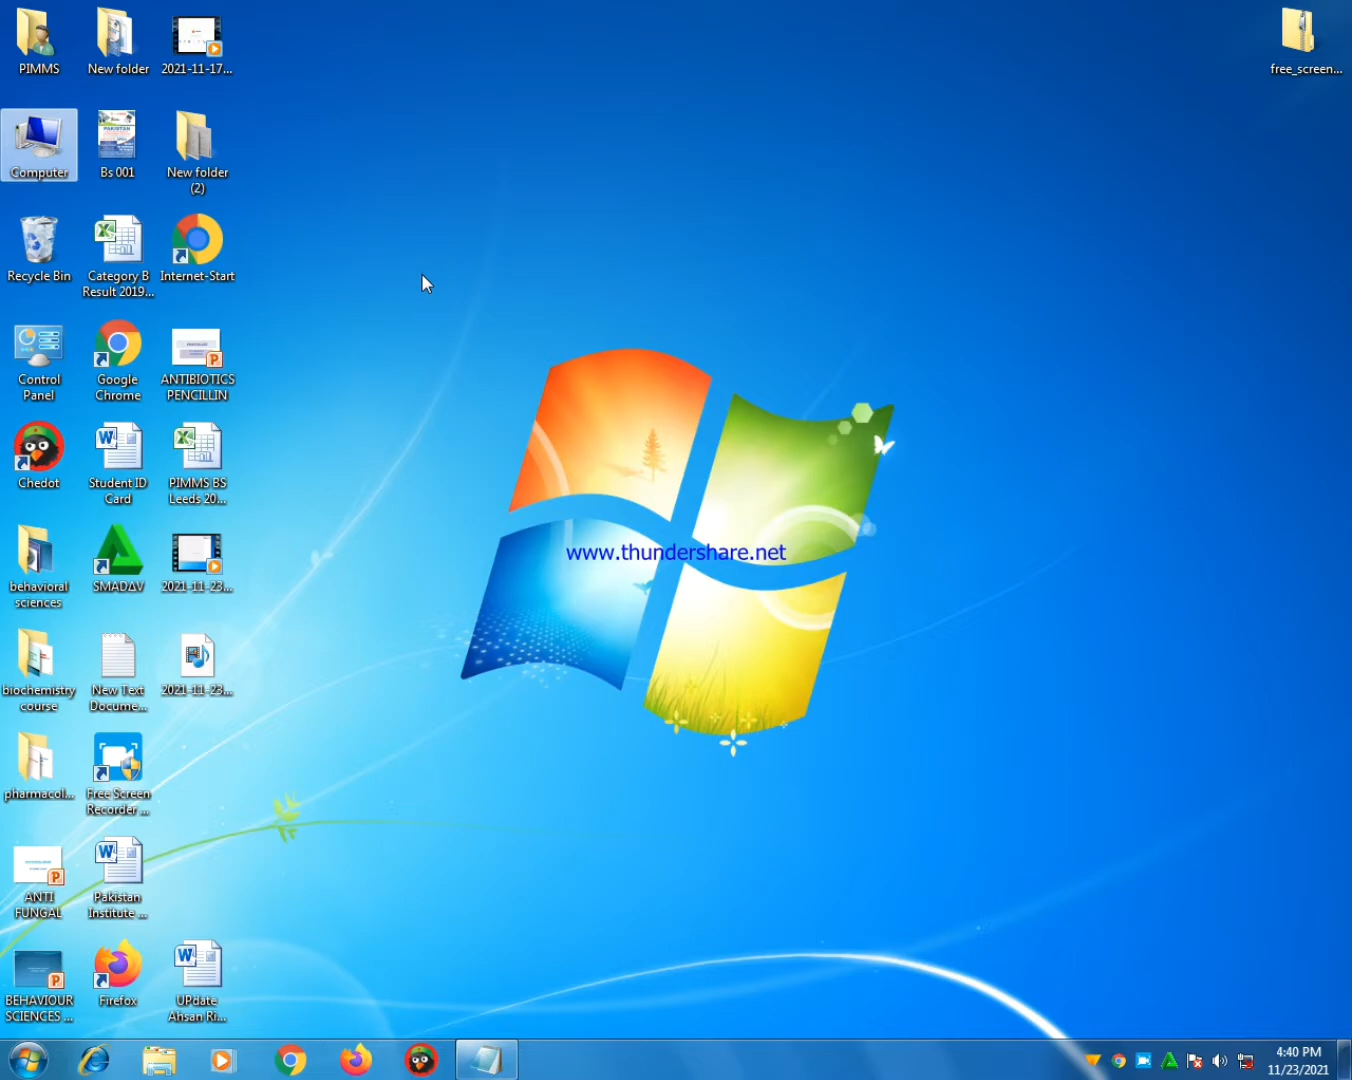 PIMMS
New folder
2021-11-17...
free_screen...
Computer
PAKISTAN
Bs 001
New folder
(2)
Recycle Bin
Category B
Result 2019...
Internet-Start
Control
Panel
Google
Chrome
ANTIBIOTICS
PENCILLIN
Chedot
Student ID
Card
PIMMS BS
Leeds 20...
behavioral
sciences
SMADΔV
2021-11-23...
www.thundershare.net
biochemistry
course
New Text
Docume...
2021-11-23...
pharmacol...
Free Screen
Recorder ...
ANTI
FUNGAL
Pakistan
Institute ...
BEHAVIOUR
SCIENCES ...
Firefox
UPdate
Ahsan Ri...
4:40 PM
11/23/2021